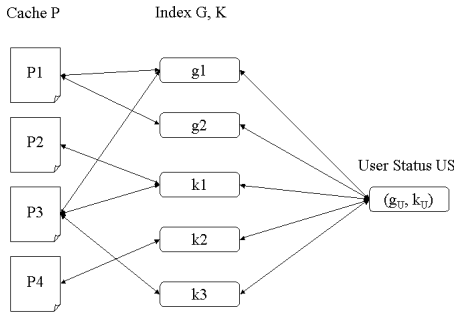 Cache P
Index G, K
P1
g1
g2
P2
User Status US
k1
(gU, kU)
P3
k2
P4
k3